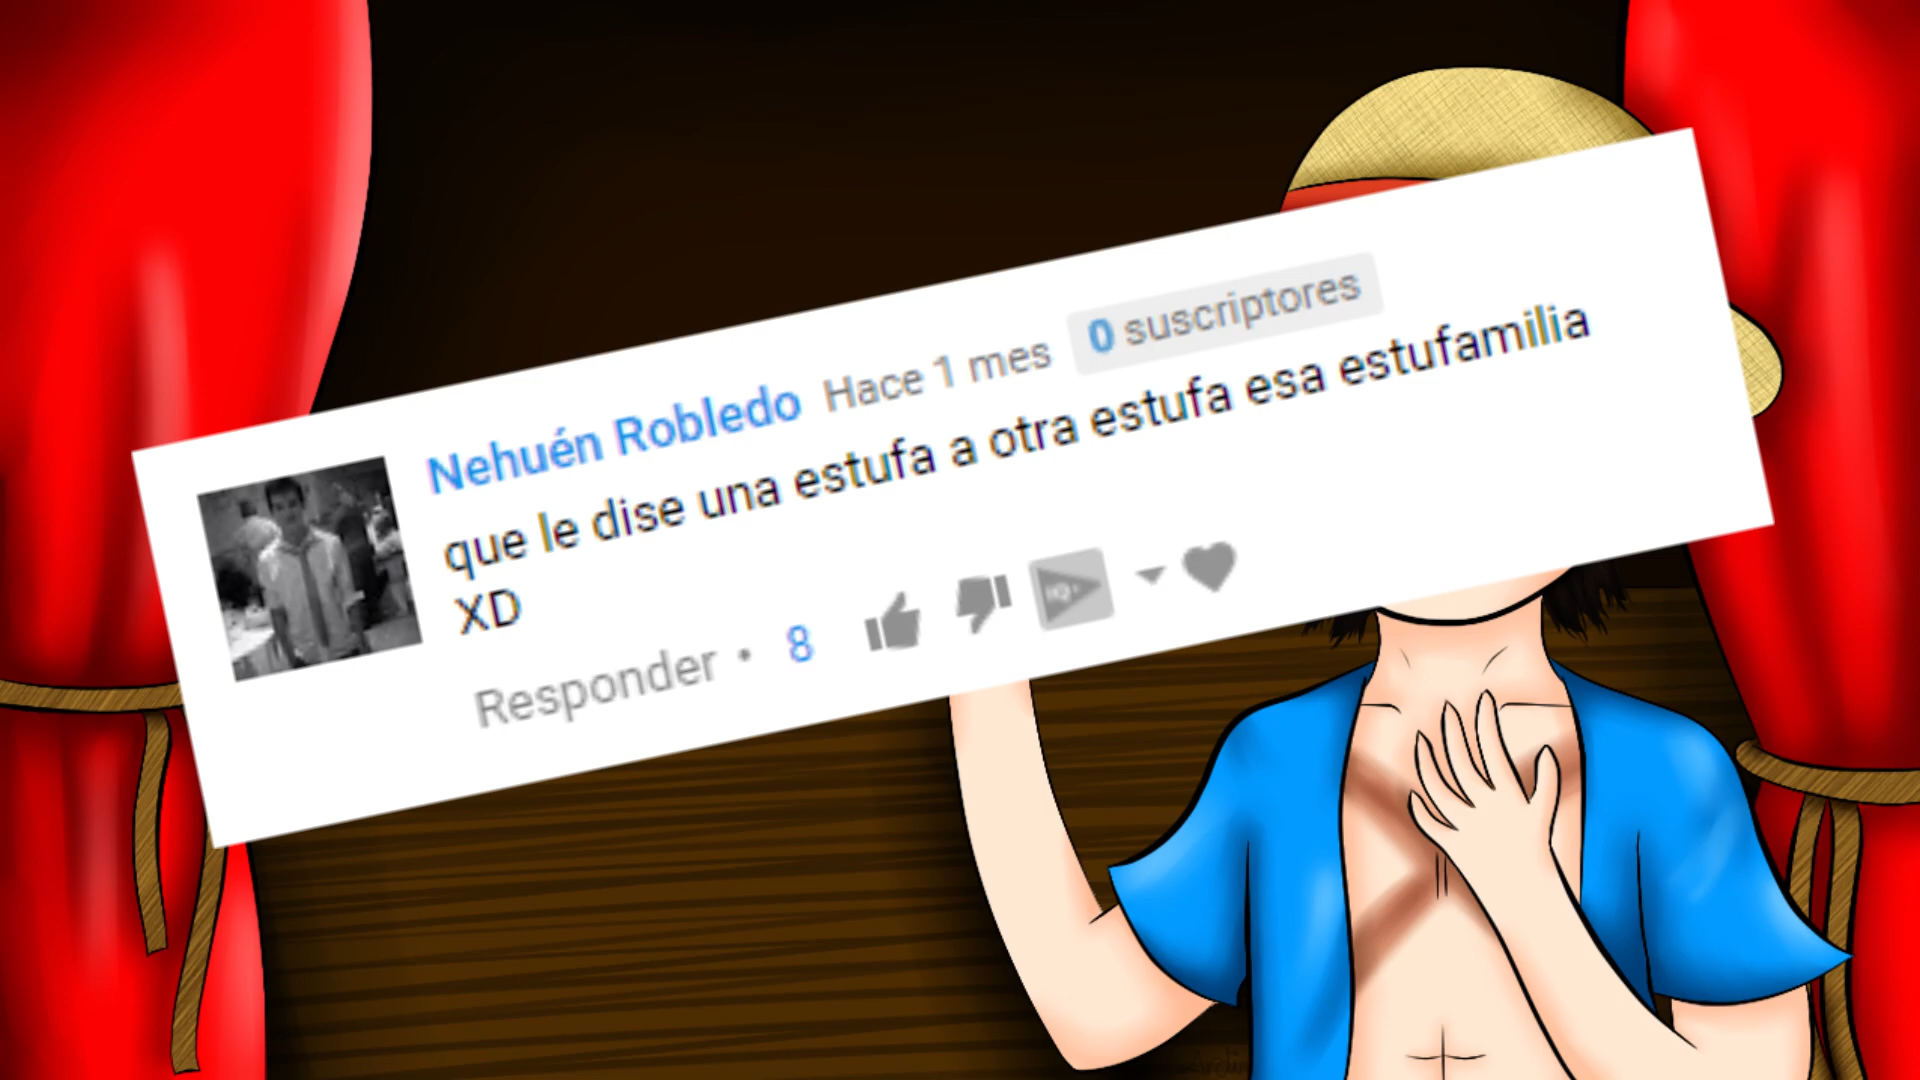 Nehuén Robledo Hace 1 mes 0 suscriptores
que le dise una estufa a otra estufa esa estufamilia
XD
Responder • 8